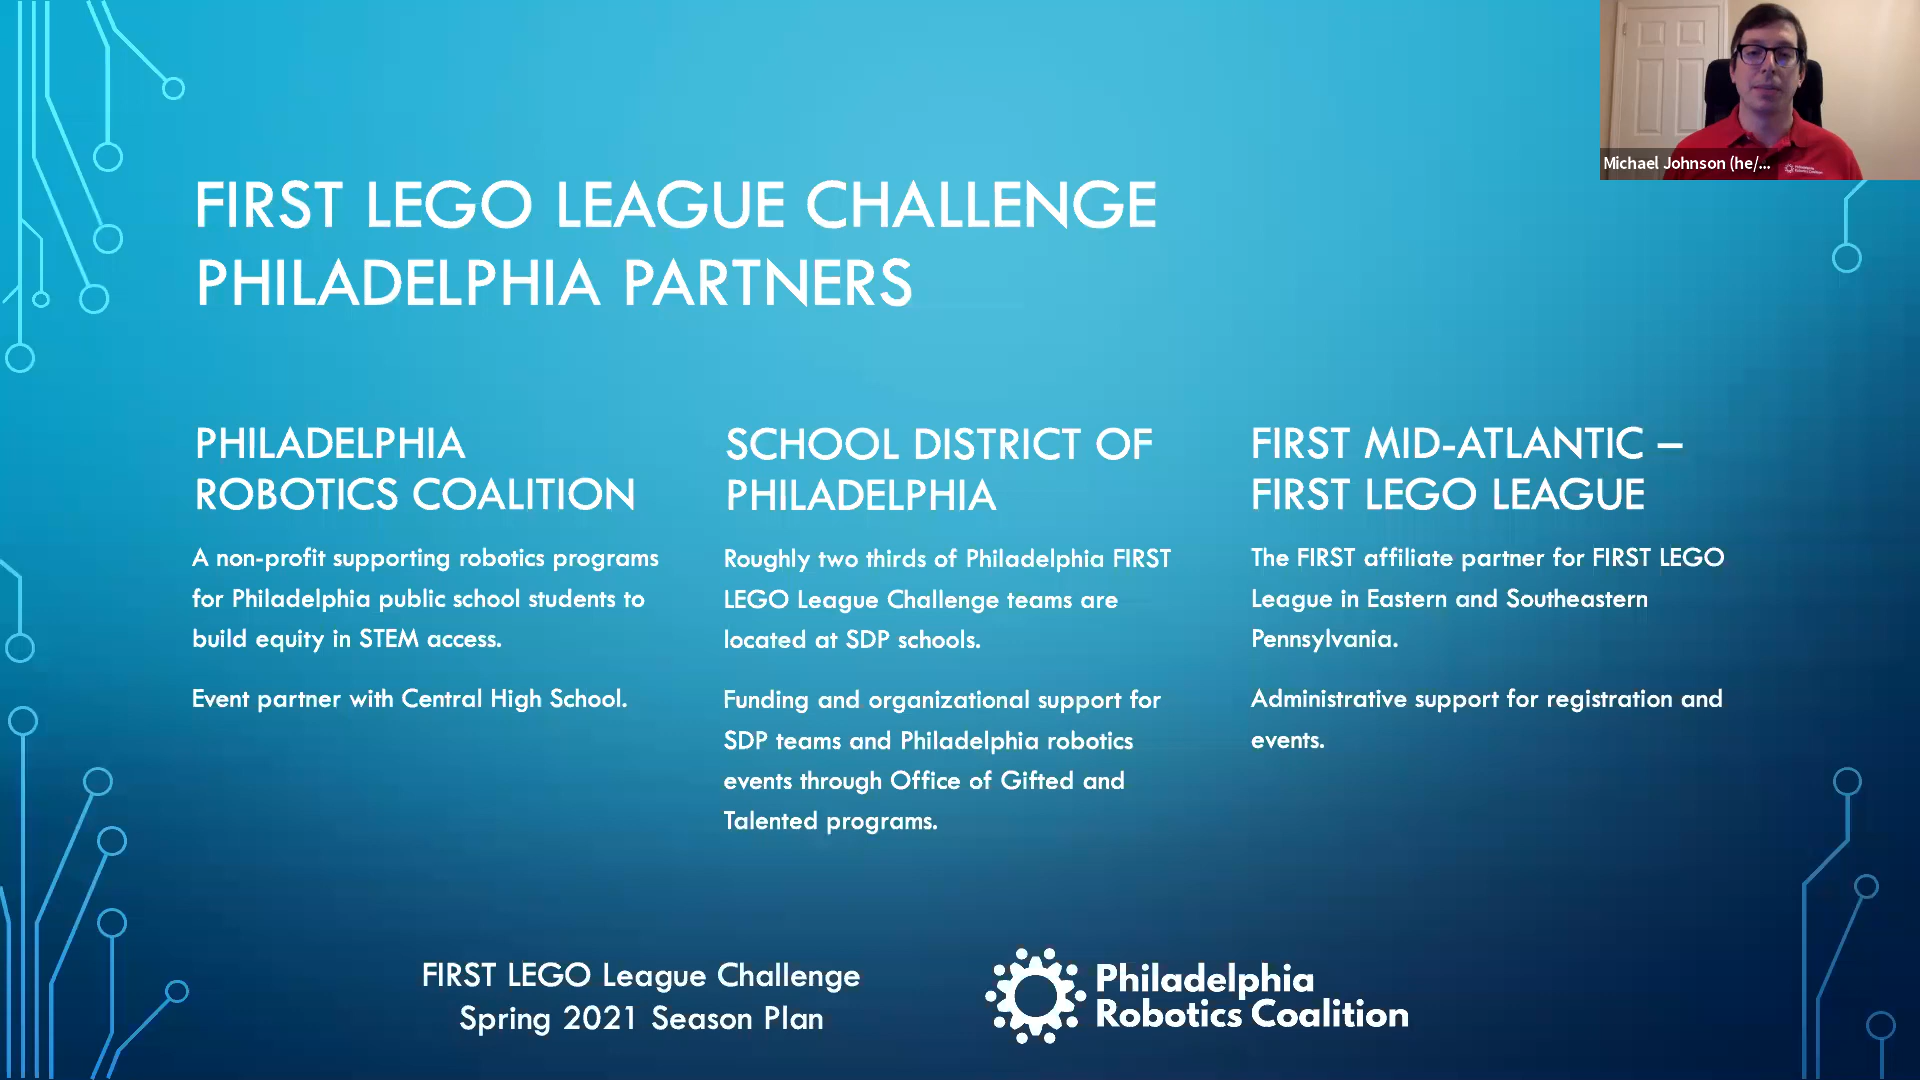 Michael Johnson (he/...
FIRST LEGO LEAGUE CHALLENGE
PHILADELPHIA PARTNERS
PHILADELPHIA
ROBOTICS COALITION
A non-profit supporting robotics programs
for Philadelphia public school students to
build equity in STEM access.
Event partner with Central High School.
SCHOOL DISTRICT OF
PHILADELPHIA
Roughly two thirds of Philadelphia FIRST
LEGO League Challenge teams are
located at SDP schools.
Funding and organizational support for
SDP teams and Philadelphia robotics
events through Office of Gifted and
Talented programs.
FIRST MID-ATLANTIC –
FIRST LEGO LEAGUE
The FIRST affiliate partner for FIRST LEGO
League in Eastern and Southeastern
Pennsylvania.
Administrative support for registration and
events.
FIRST LEGO League Challenge
Spring 2021 Season Plan
Philadelphia
Robotics Coalition